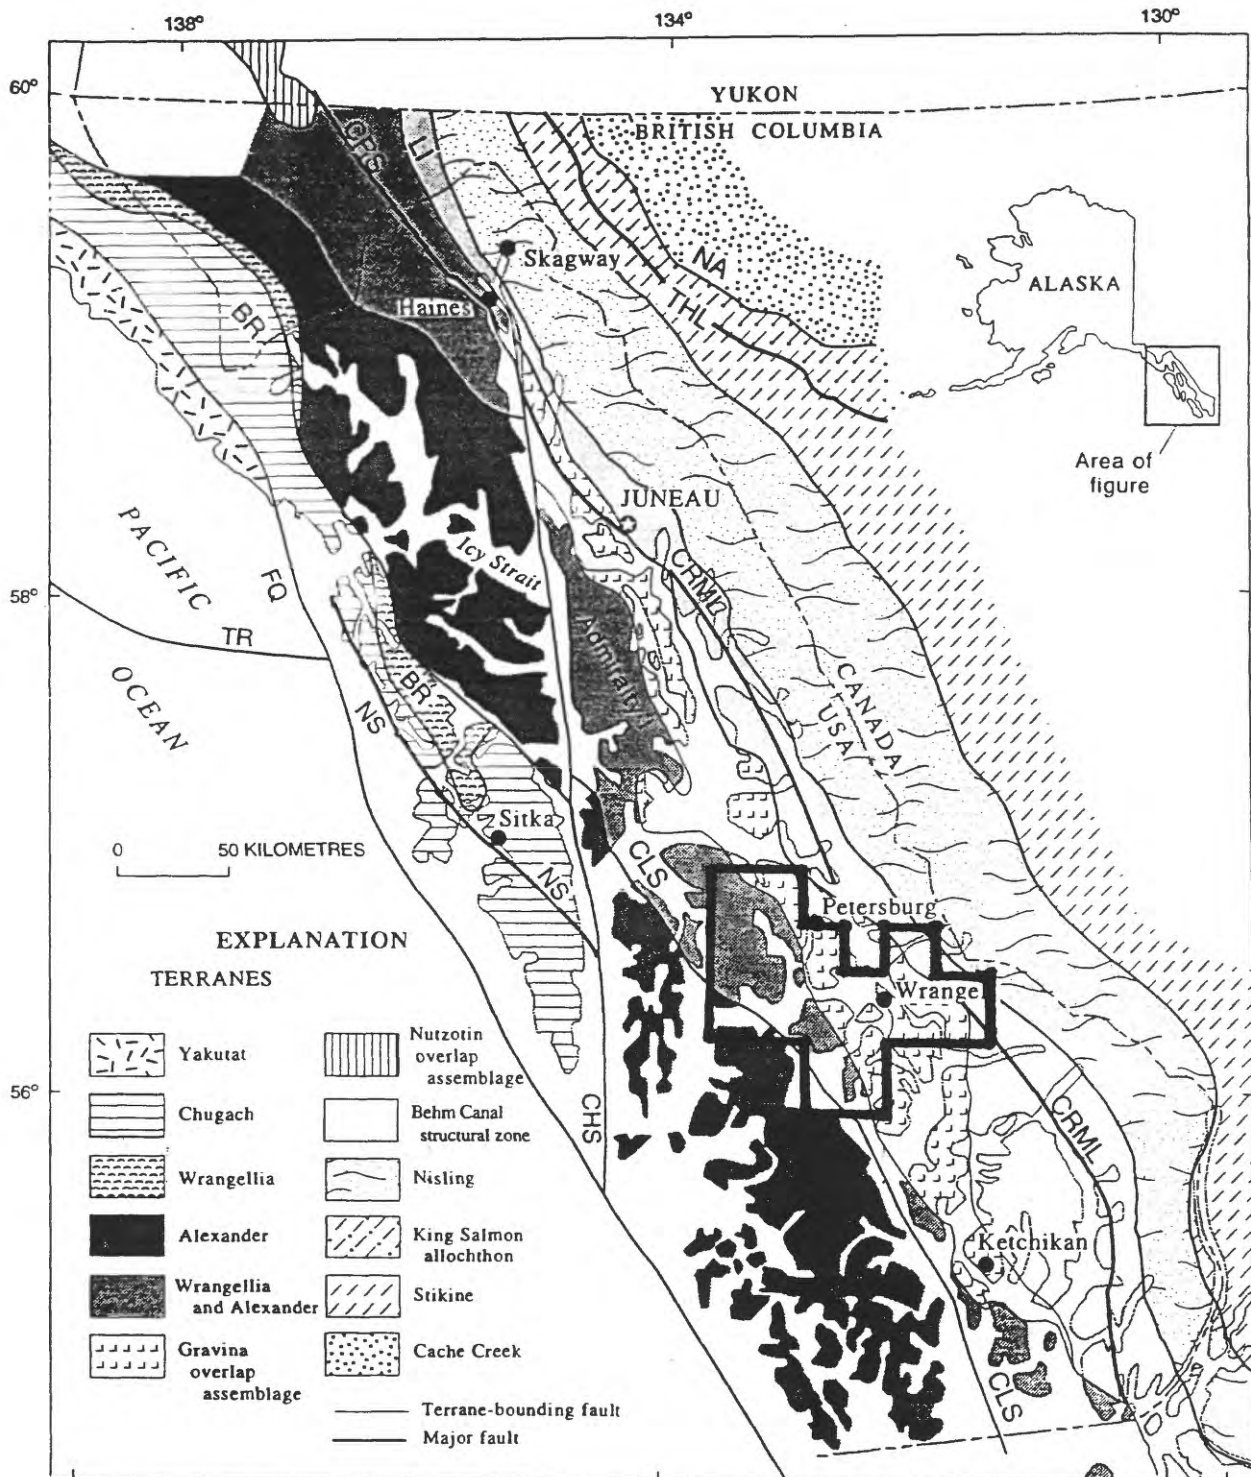 138°
134°
130°
60°
YUKON
BRITISH COLUMBIA
CRS
LI
Skagway
NA
THL
Haines
BR
ALASKA
Area of
figure
JUNEAU
PACIFIC
Icy Strait
FQ
CRML
58°
TR
Admiralty I
OCEAN
BR
NS
CANADA
USA
Sitka
0 50 KILOMETRES
CLS
NS
Petersburg
EXPLANATION
TERRANES
Wrangel
Yakutat
Nutzotin
overlap
assemblage
56°
Chugach
Behm Canal
structural zone
CHS
CRML
Wrangellia
Nisling
Alexander
King Salmon
allochthon
Ketchikan
Wrangellia
and Alexander
Stikine
Gravina
overlap
assemblage
Cache Creek
CLS
Terrane-bounding fault
Major fault